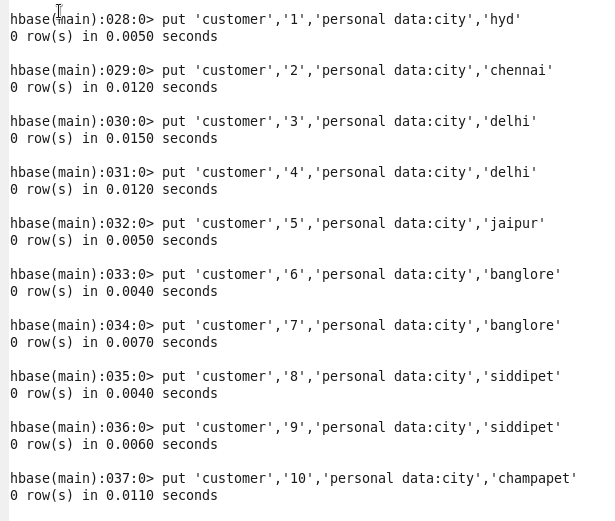 hbase(main):028:0> put 'customer','1','personal data:city','hyd'
0 row(s) in 0.0050 seconds
hbase(main):029:0> put 'customer','2','personal data:city','chennai'
0 row(s) in 0.0120 seconds
hbase(main):030:0> put 'customer','3','personal data:city','delhi'
0 row(s) in 0.0150 seconds
hbase(main):031:0> put 'customer','4','personal data:city','delhi'
0 row(s) in 0.0120 seconds
hbase(main):032:0> put 'customer','5','personal data:city','jaipur'
0 row(s) in 0.0050 seconds
hbase(main):033:0> put 'customer','6','personal data:city','banglore'
0 row(s) in 0.0040 seconds
hbase(main):034:0> put 'customer','7','personal data:city','banglore'
0 row(s) in 0.0070 seconds
hbase(main):035:0> put 'customer','8','personal data:city','siddipet'
0 row(s) in 0.0040 seconds
hbase(main):036:0> put 'customer','9','personal data:city','siddipet'
0 row(s) in 0.0060 seconds
hbase(main):037:0> put 'customer','10','personal data:city','champapet'
0 row(s) in 0.0110 seconds